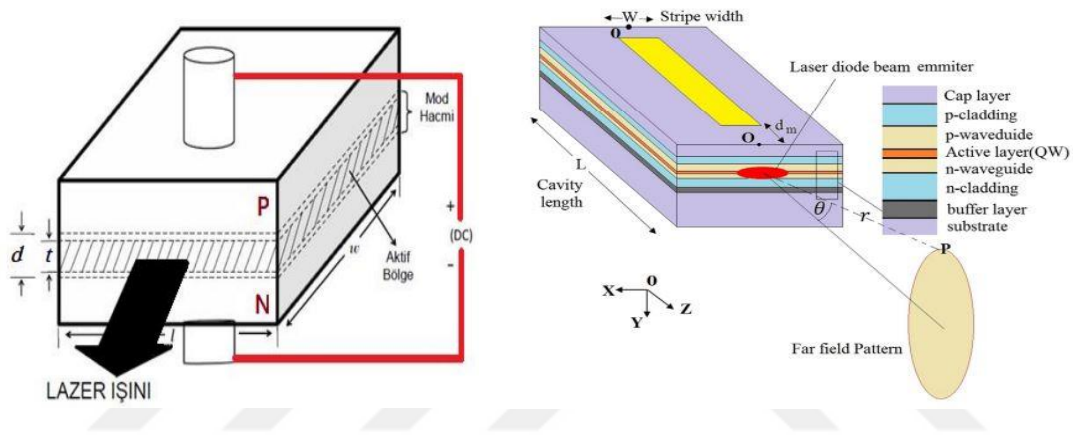 P
N
d
t
w
l
+
(DC)
-
Mod
Hacmi
Aktif
Bölge
LAZER IŞINI
W
Stripe width
O
Laser diode beam emmiter
d m
O
L
Cavity
length
θ
r
P
X
O
Y
Z
Far field Pattern
Cap layer
p-cladding
p-waveduide
Active layer(QW)
n-waveguide
n-cladding
buffer layer
substrate